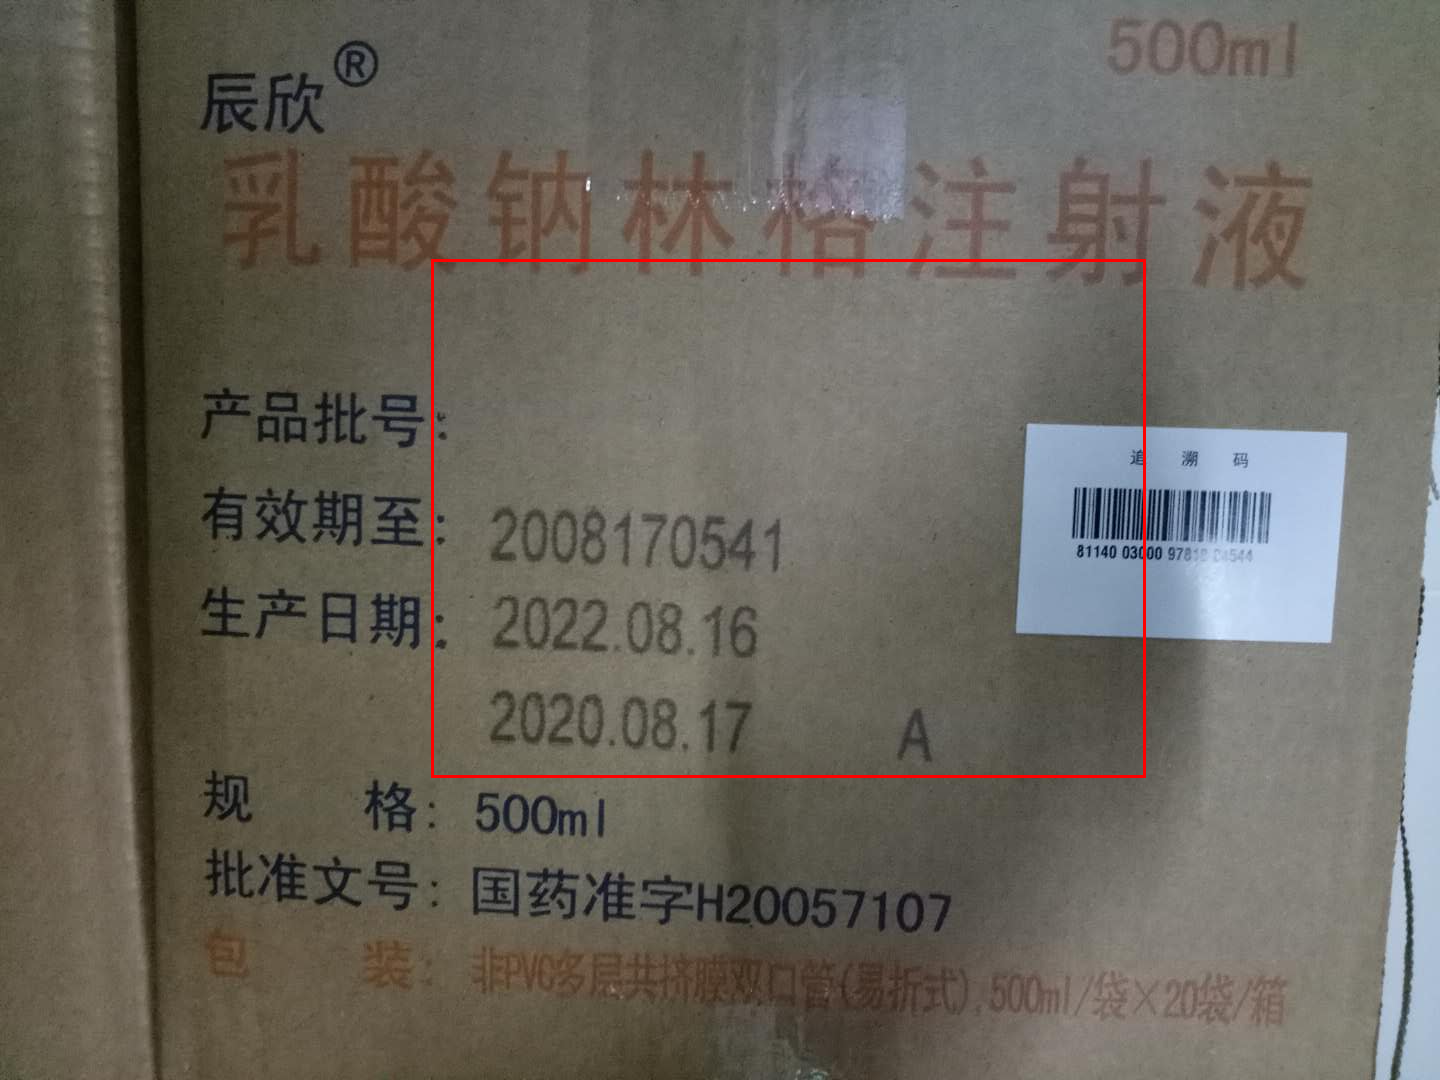 500ml
辰欣®
乳酸钠林格注射液
产品批号:
有效期至: 2008170541
生产日期: 2022.08.16
2020.08.17 A
追溯码
81140 03000 97818 04544
规 格: 500ml
批准文号: 国药准字H20057107
包 装: 非PVC多层共挤膜双口管(易折式),500ml/袋×20袋/箱